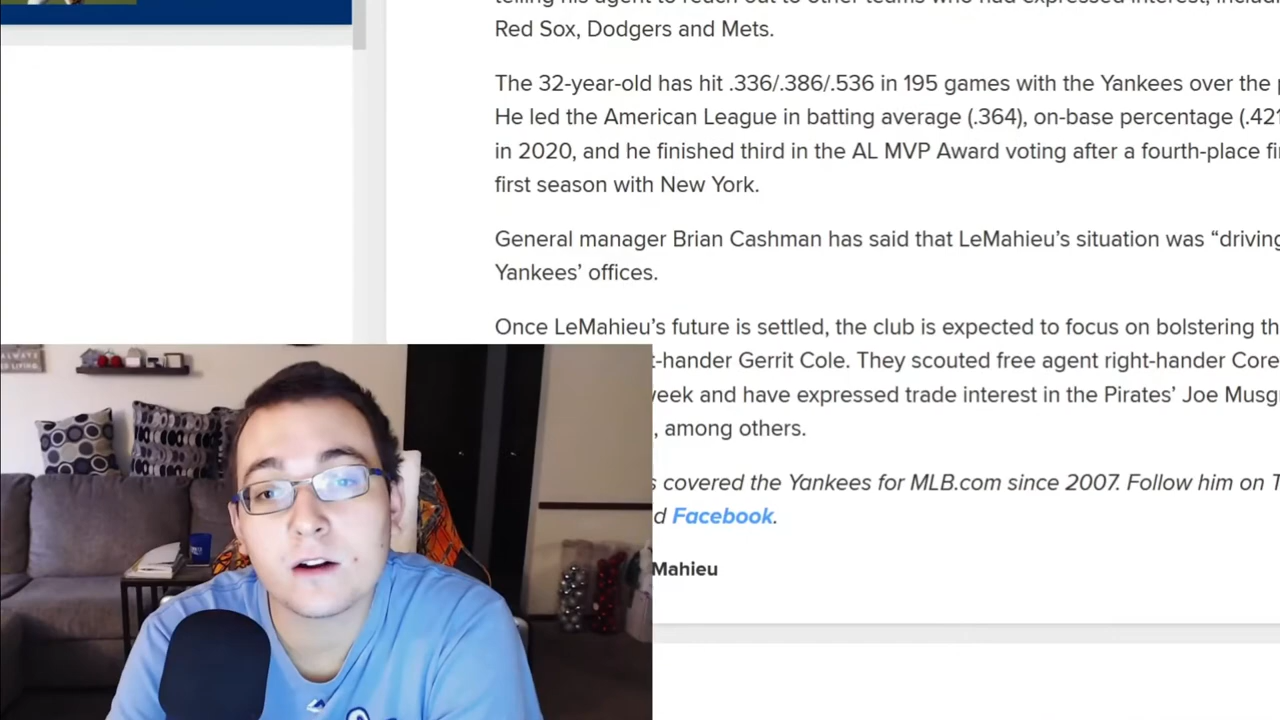 Red Sox, Dodgers and Mets.
The 32-year-old has hit .336/.386/.536 in 195 games with the Yankees over the
He led the American League in batting average (.364), on-base percentage (.421
in 2020, and he finished third in the AL MVP Award voting after a fourth-place
first season with New York.
General manager Brian Cashman has said that LeMahieu’s situation was “driving
Yankees’ offices.
Once LeMahieu’s future is settled, the club is expected to focus on bolstering
t-hander Gerrit Cole. They scouted free agent right-hander Core
week and have expressed trade interest in the Pirates’ Joe Musg
, among others.
s covered the Yankees for MLB.com since 2007. Follow him on T
d Facebook.
Mahieu
ALWAYS